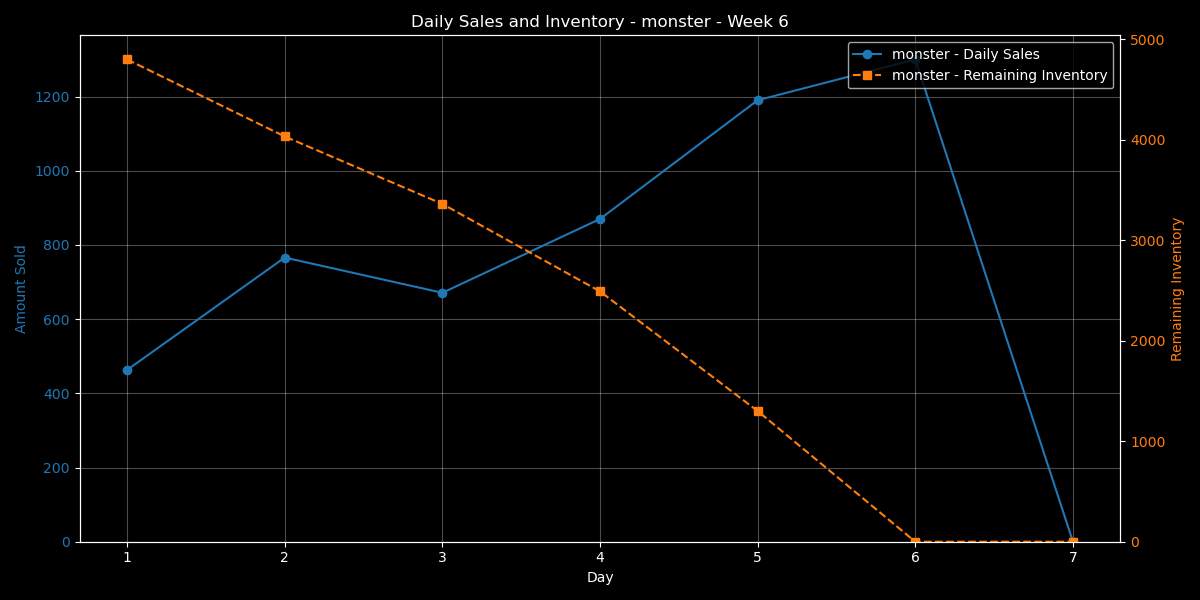 Daily Sales and Inventory - monster - Week 6
monster - Daily Sales
monster - Remaining Inventory
Amount Sold
1200
1000
800
600
400
200
0
5000
4000
3000
2000
1000
0
Remaining Inventory
1 2 3 4 5 6 7
Day